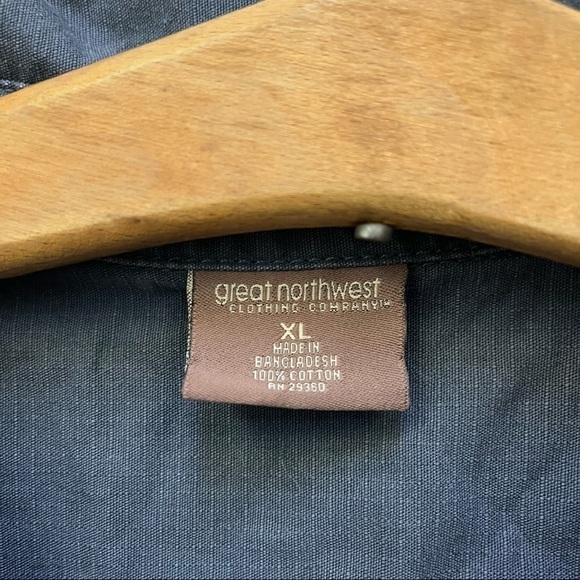 great northwest
CLOTHING COMPANY™
XL
MADE IN
BANGLADESH
100% COTTON
RN 29360